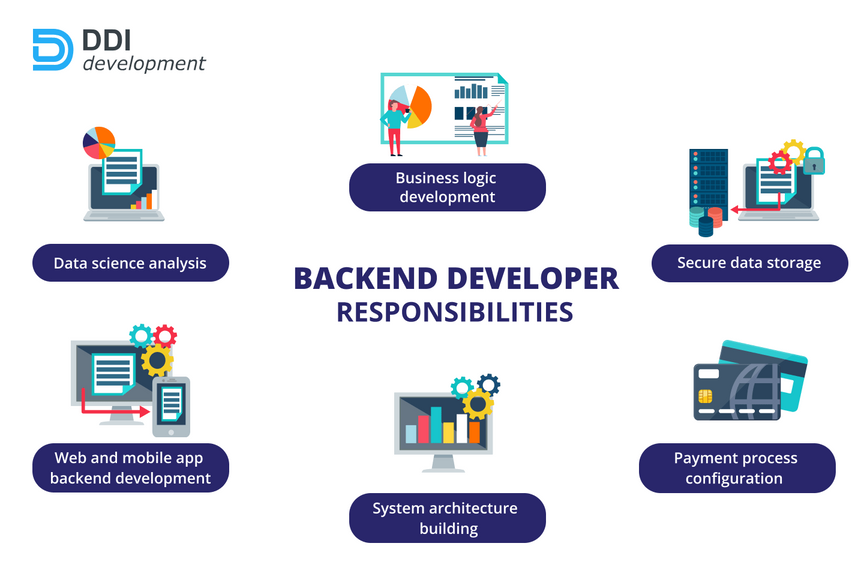 DDI
development
Business logic
development
Data science analysis
Secure data storage
BACKEND DEVELOPER
RESPONSIBILITIES
Web and mobile app
backend development
System architecture
building
Payment process
configuration